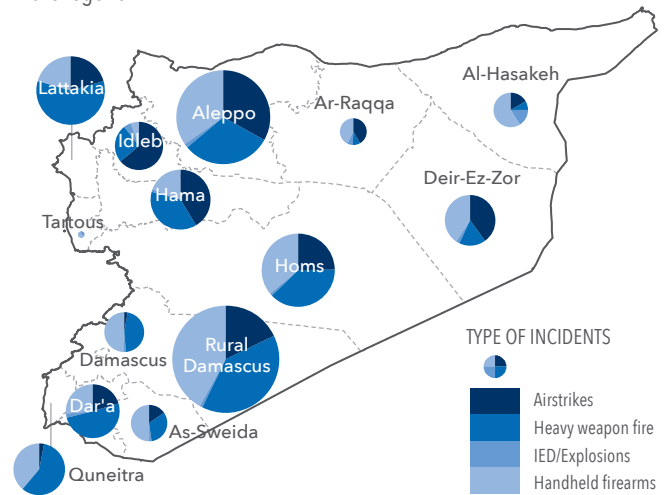 Lattakia
Aleppo
Idleb
Ar-Raqqa
Al-Hasakeh
Hama
Deir-Ez-Zor
Tartous
Homs
Damascus
Rural
Damascus
Dar'a
As-Sweida
Quneitra
TYPE OF INCIDENTS
Airstrikes
Heavy weapon fire
IED/Explosions
Handheld firearms